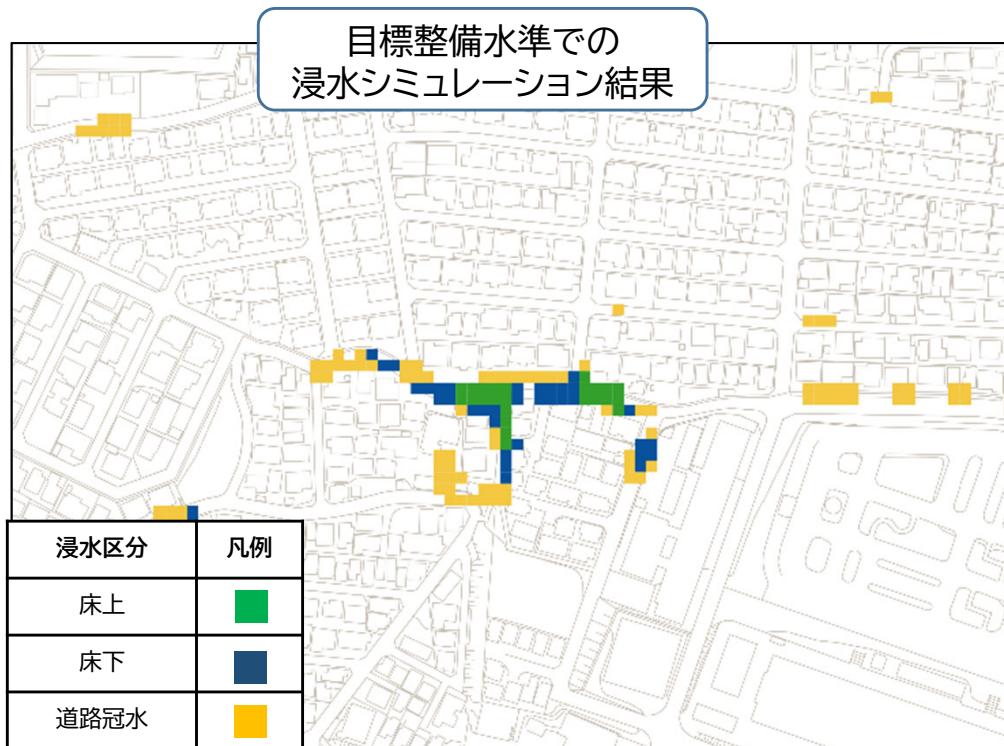 目標整備水準での
浸水シミュレーション結果
浸水区分 凡例
床上
床下
道路冠水